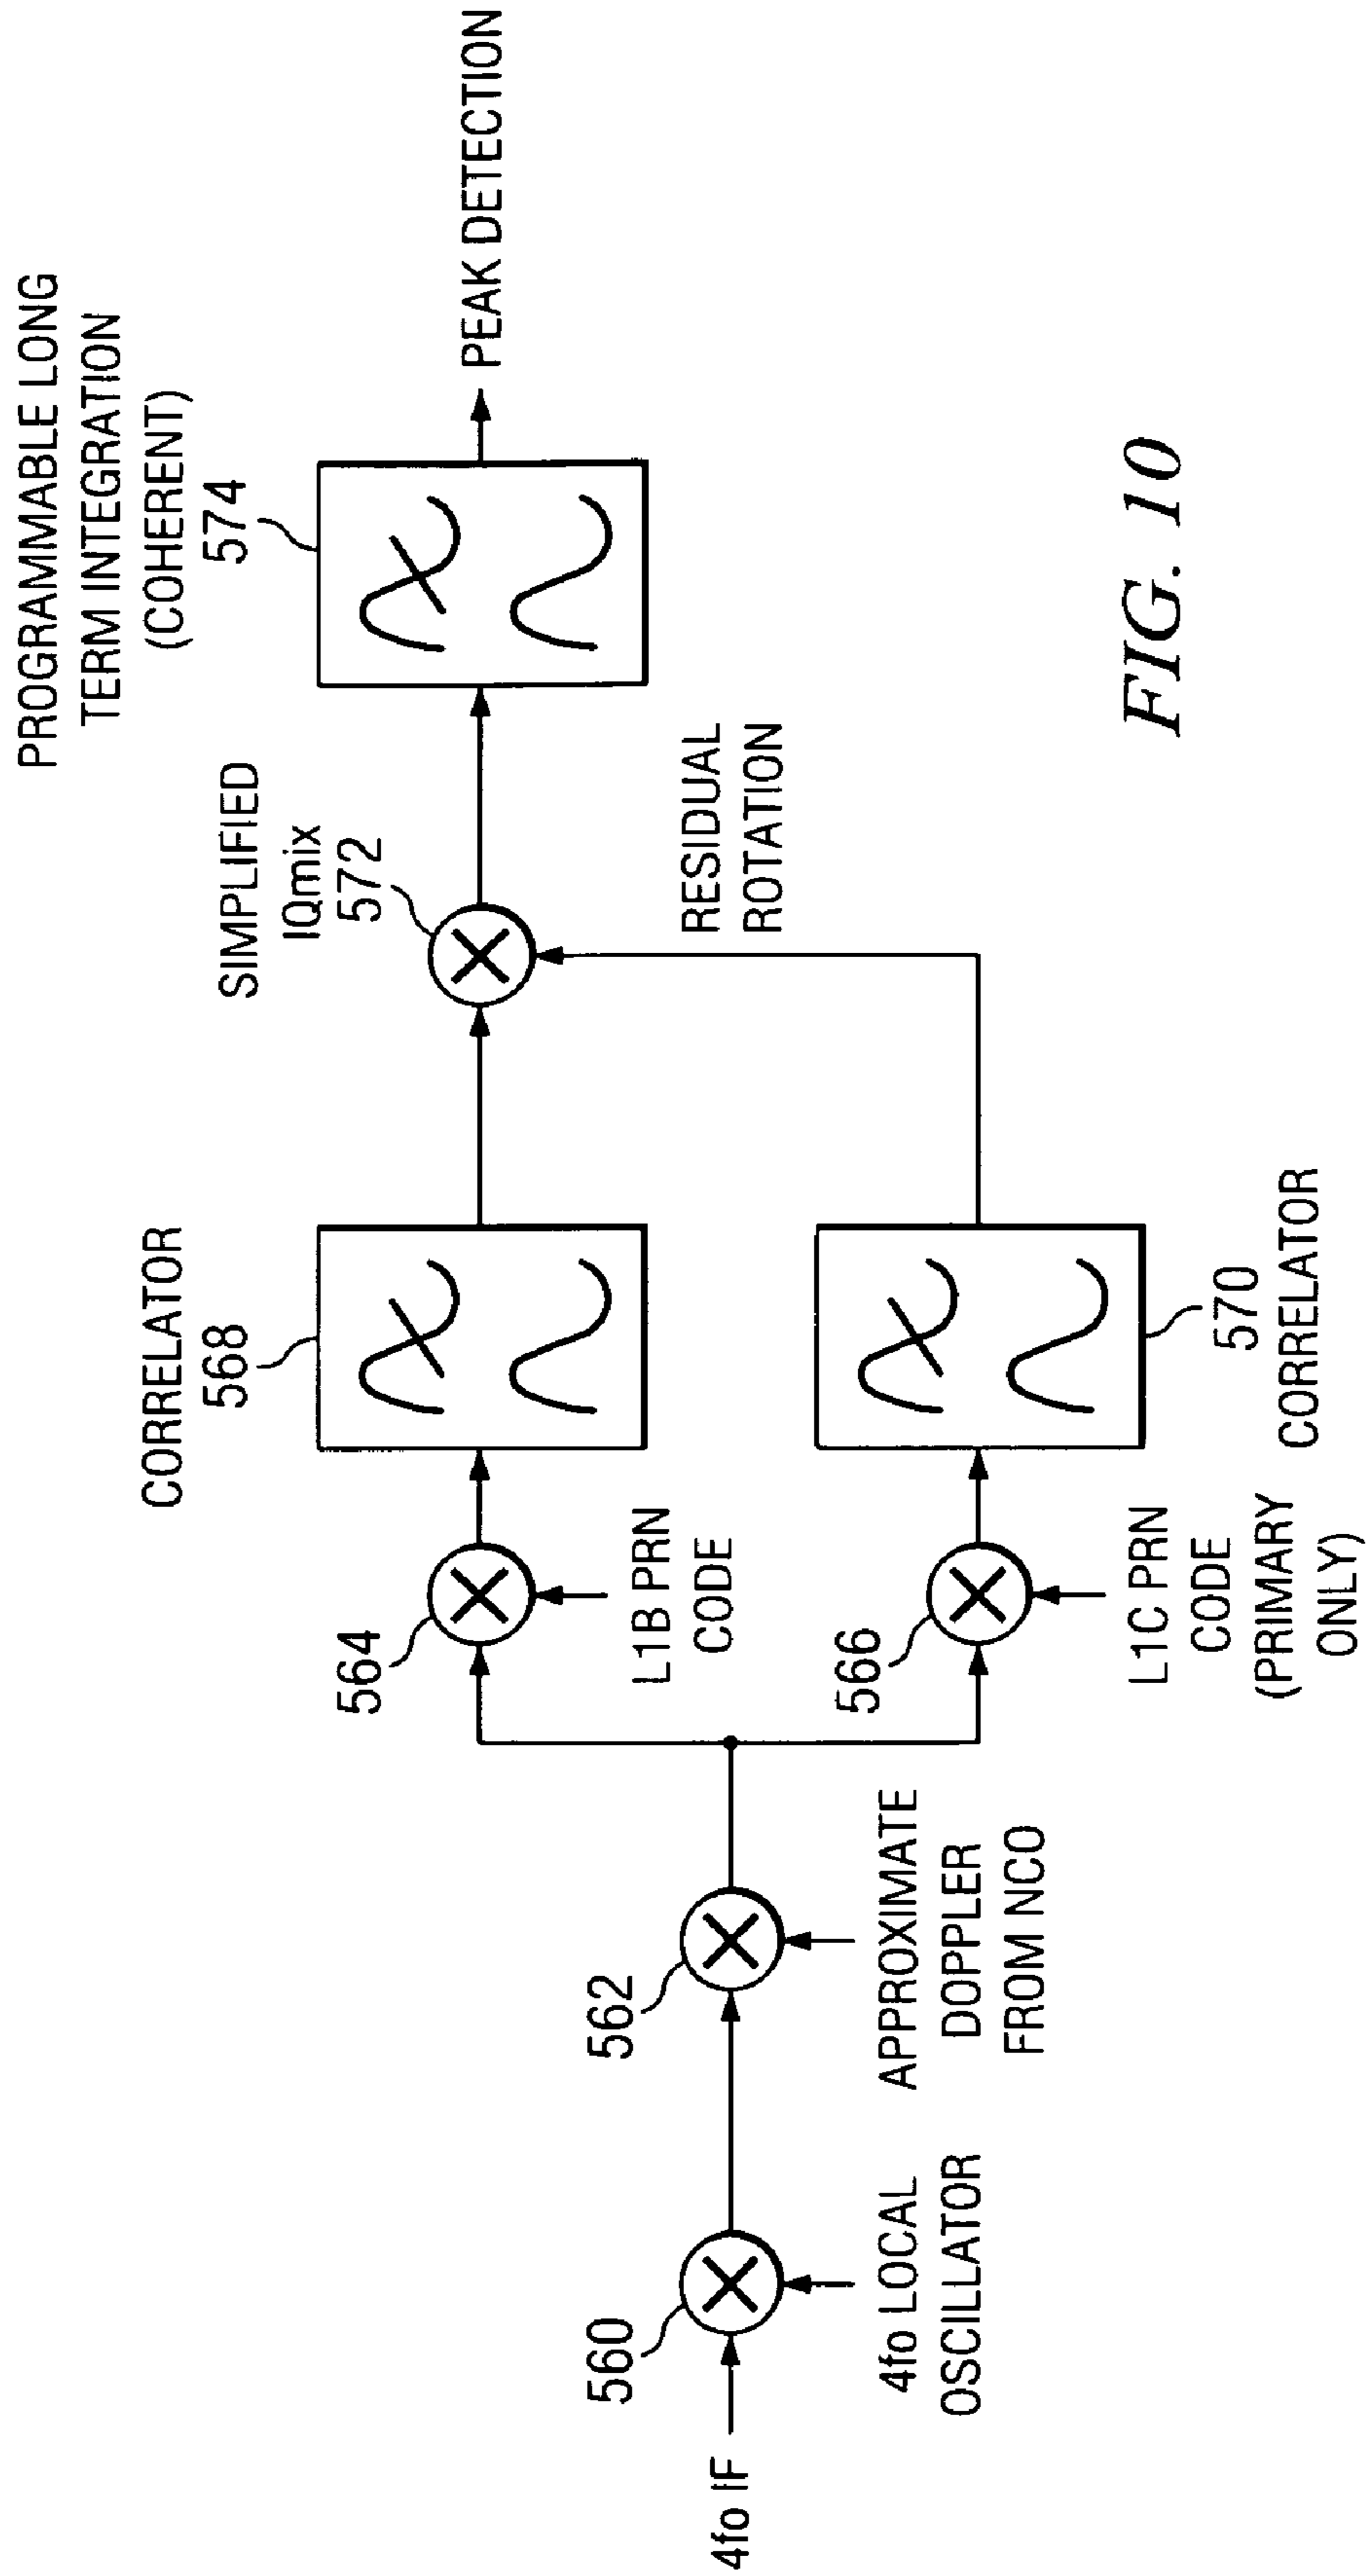 PROGRAMMABLE LONG
TERM INTEGRATION
(COHERENT)
574
PEAK DETECTION
SIMPLIFIED
IQmix
572
RESIDUAL
ROTATION
CORRELATOR
568
570
CORRELATOR
564
L1B PRN
CODE
566
L1C PRN
CODE
(PRIMARY
ONLY)
562
APPROXIMATE
DOPPLER
FROM NCO
560
4fo LOCAL
OSCILLATOR
4fo IF
FIG. 10